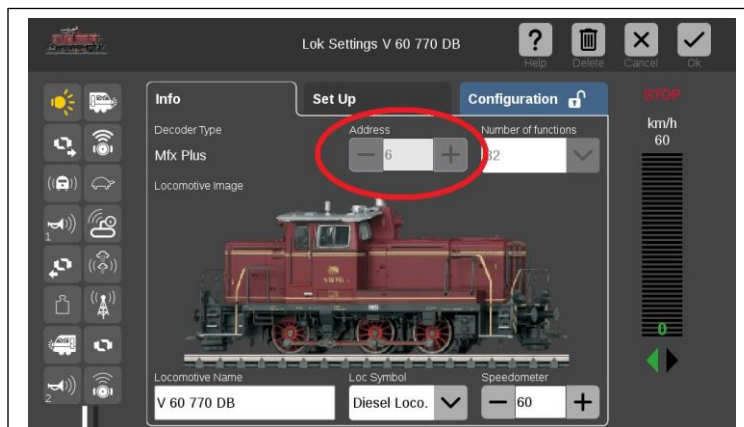 Lok Settings V 60 770 DB
?
Help Delete Cancel Ok
Info Set Up Configuration STOP
Decoder Type Address Number of functions km/h
Mfx Plus − 6 + 32 60
Locomotive Image
1
0
Locomotive Name Loc Symbol Speedometer
V 60 770 DB Diesel Loco. − 60 +
2